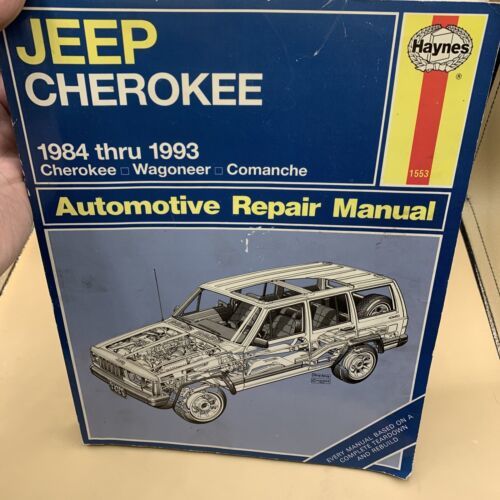 JEEP
CHEROKEE
Haynes
®
1984 thru 1993
Cherokee □ Wagoneer □ Comanche
1553
Automotive Repair Manual
EVERY MANUAL BASED ON A
COMPLETE TEARDOWN
AND REBUILD